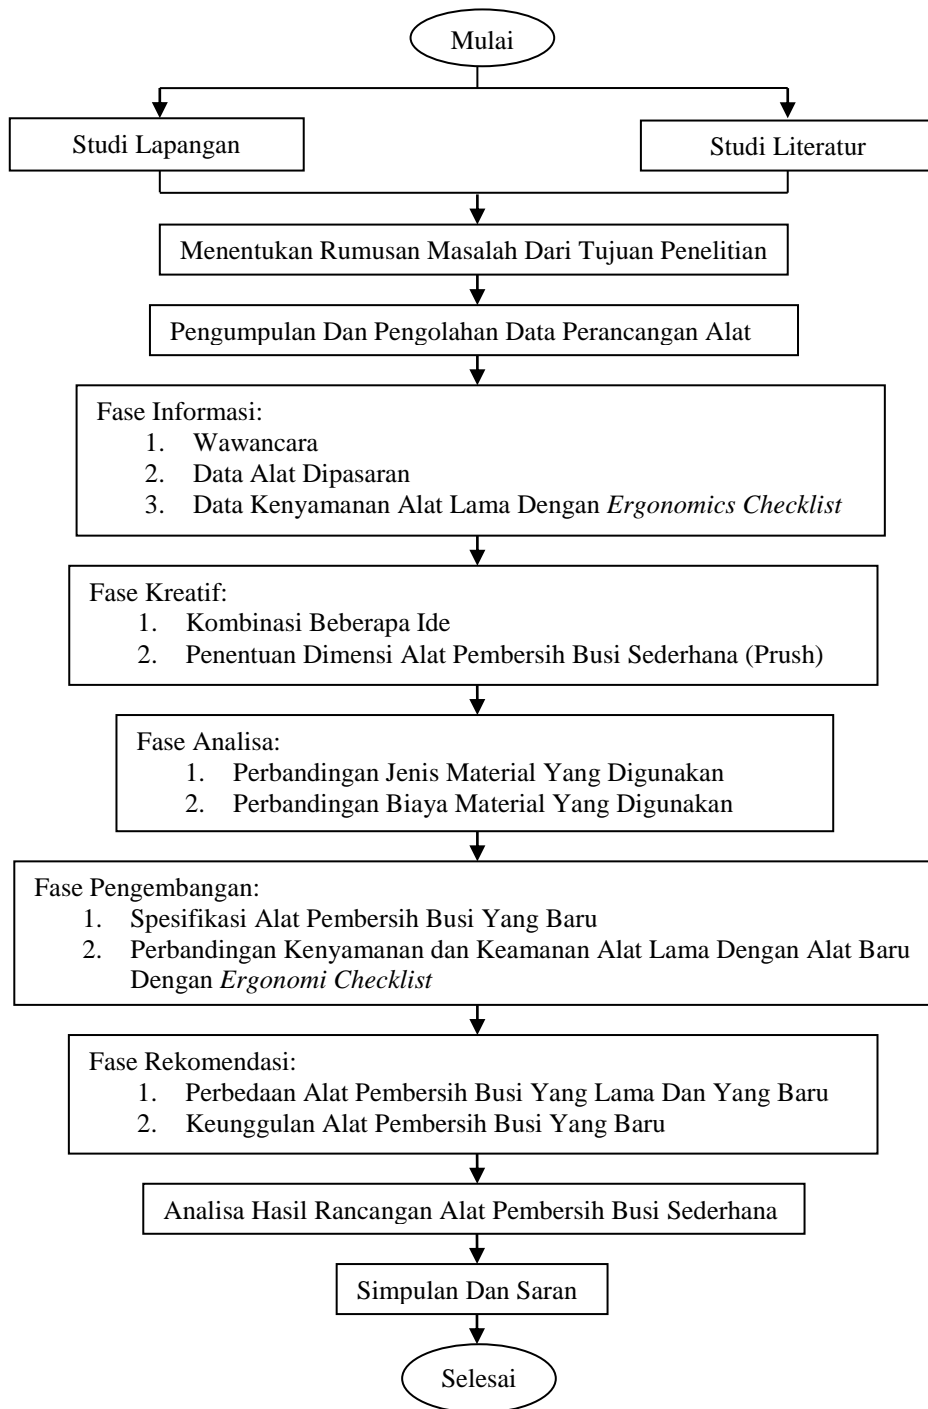 Mulai
Studi Lapangan
Studi Literatur
Menentukan Rumusan Masalah Dari Tujuan Penelitian
Pengumpulan Dan Pengolahan Data Perancangan Alat
Fase Informasi:
1. Wawancara
2. Data Alat Dipasaran
3. Data Kenyamanan Alat Lama Dengan Ergonomics Checklist
Fase Kreatif:
1. Kombinasi Beberapa Ide
2. Penentuan Dimensi Alat Pembersih Busi Sederhana (Prush)
Fase Analisa:
1. Perbandingan Jenis Material Yang Digunakan
2. Perbandingan Biaya Material Yang Digunakan
Fase Pengembangan:
1. Spesifikasi Alat Pembersih Busi Yang Baru
2. Perbandingan Kenyamanan dan Keamanan Alat Lama Dengan Alat Baru
Dengan Ergonomi Checklist
Fase Rekomendasi:
1. Perbedaan Alat Pembersih Busi Yang Lama Dan Yang Baru
2. Keunggulan Alat Pembersih Busi Yang Baru
Analisa Hasil Rancangan Alat Pembersih Busi Sederhana
Simpulan Dan Saran
Selesai